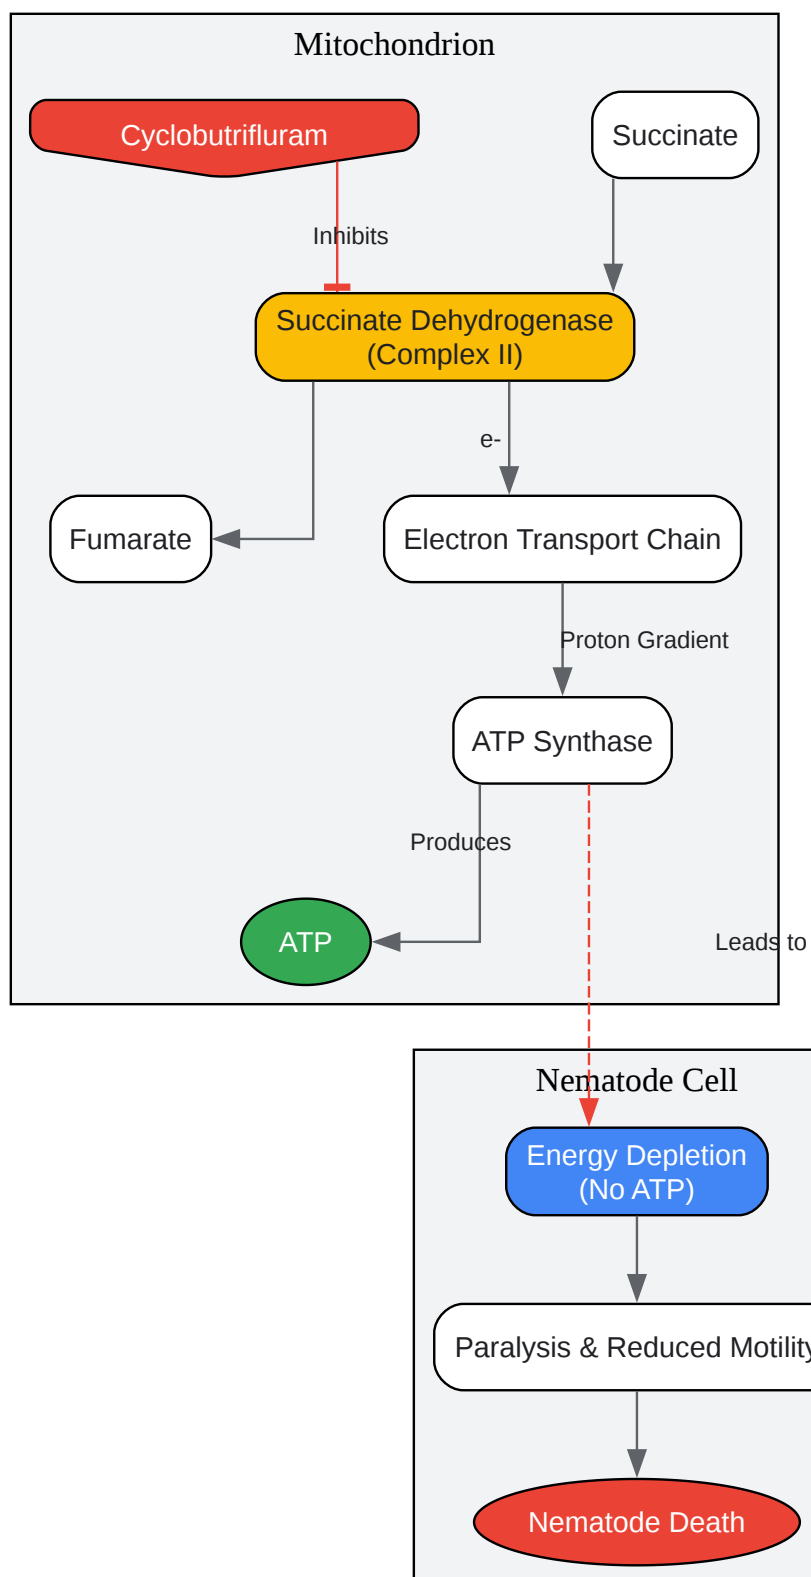 Mitochondrion
Cyclobutrifluram
Succinate
Inhibits
Succinate Dehydrogenase
(Complex II)
e-
Fumarate
Electron Transport Chain
Proton Gradient
ATP Synthase
Produces
ATP
Leads to
Nematode Cell
Energy Depletion
(No ATP)
Paralysis & Reduced Motility
Nematode Death